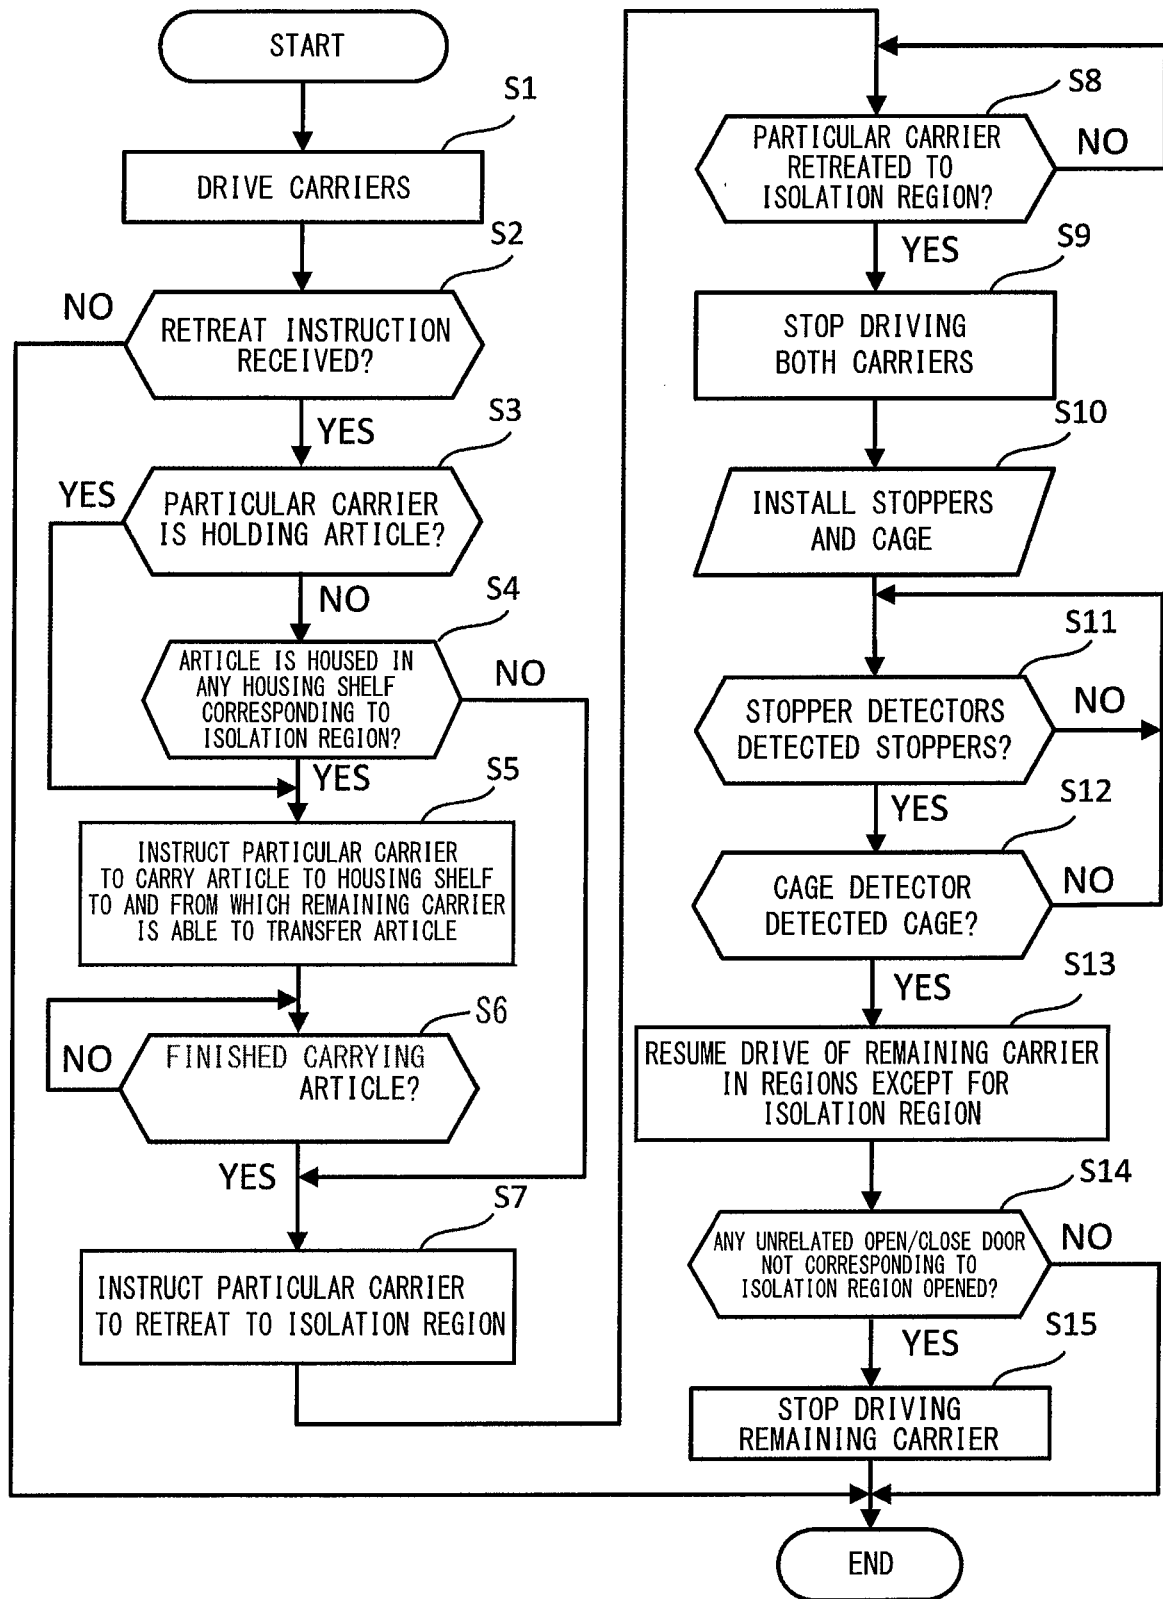 START
S1
DRIVE CARRIERS
S2
NO
RETREAT INSTRUCTION
RECEIVED?
YES
S3
YES
PARTICULAR CARRIER
IS HOLDING ARTICLE?
NO
S4
ARTICLE IS HOUSED IN
ANY HOUSING SHELF
CORRESPONDING TO
ISOLATION REGION?
NO
YES
S5
INSTRUCT PARTICULAR CARRIER
TO CARRY ARTICLE TO HOUSING SHELF
TO AND FROM WHICH REMAINING CARRIER
IS ABLE TO TRANSFER ARTICLE
S6
NO
FINISHED CARRYING
ARTICLE?
YES
S7
INSTRUCT PARTICULAR CARRIER
TO RETREAT TO ISOLATION REGION
S8
PARTICULAR CARRIER
RETREATED TO
ISOLATION REGION?
NO
YES
S9
STOP DRIVING
BOTH CARRIERS
S10
INSTALL STOPPERS
AND CAGE
S11
STOPPER DETECTORS
DETECTED STOPPERS?
NO
YES
S12
CAGE DETECTOR
DETECTED CAGE?
NO
YES
S13
RESUME DRIVE OF REMAINING CARRIER
IN REGIONS EXCEPT FOR
ISOLATION REGION
S14
ANY UNRELATED OPEN/CLOSE DOOR
NOT CORRESPONDING TO
ISOLATION REGION OPENED?
NO
YES
S15
STOP DRIVING
REMAINING CARRIER
END